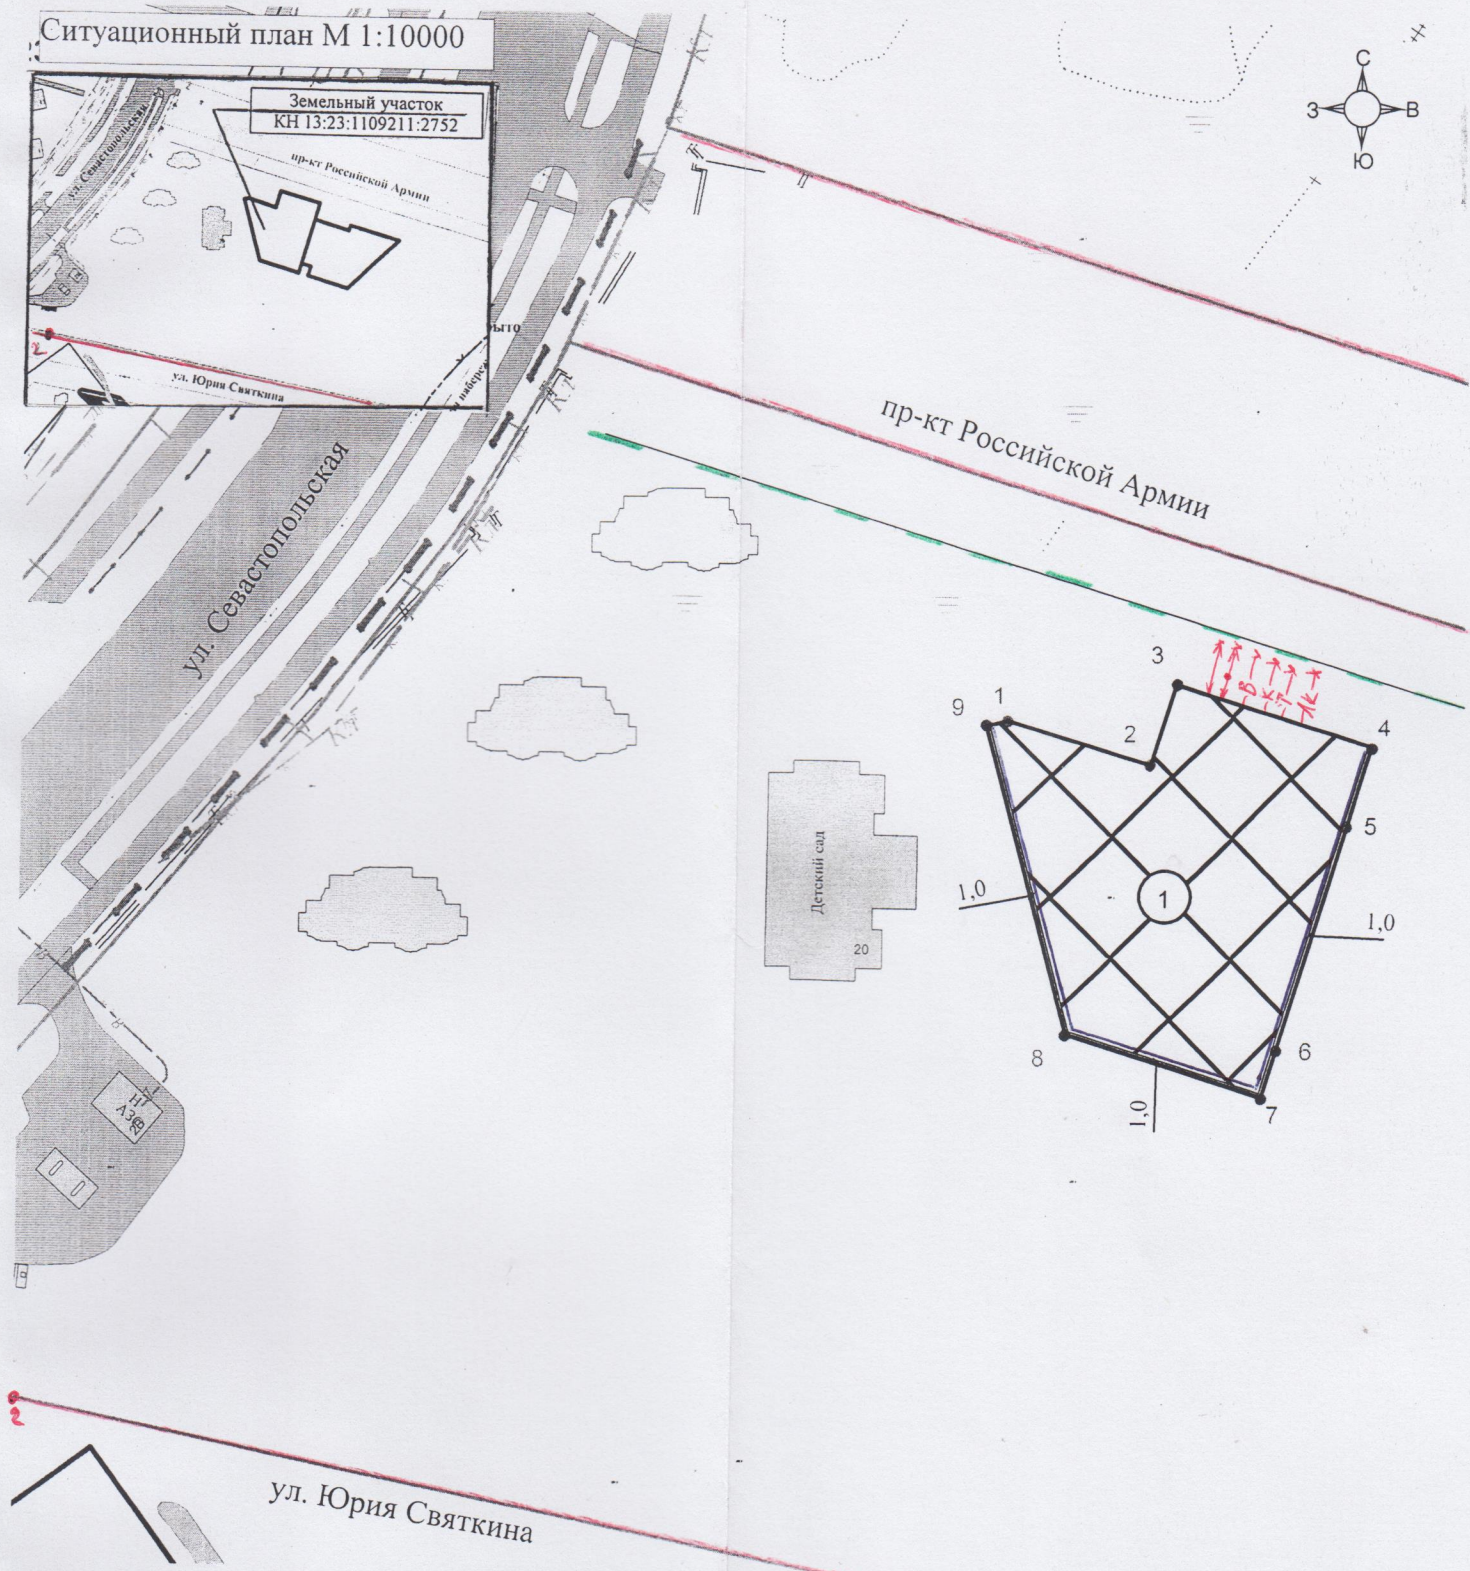 Ситуационный план М 1:10000
Земельный участок
КН 13:23:1109211:2752
ул. Севастопольская
пр-кт Российской Армии
ул. Юрия Святкина
2
С
З
В
Ю
пр-кт Российской Армии
ул. Севастопольская
3
9
1
2
4
5
1
1,0
1,0
8
6
7
1,0
В
К
Детский сад
20
2
ул. Юрия Святкина